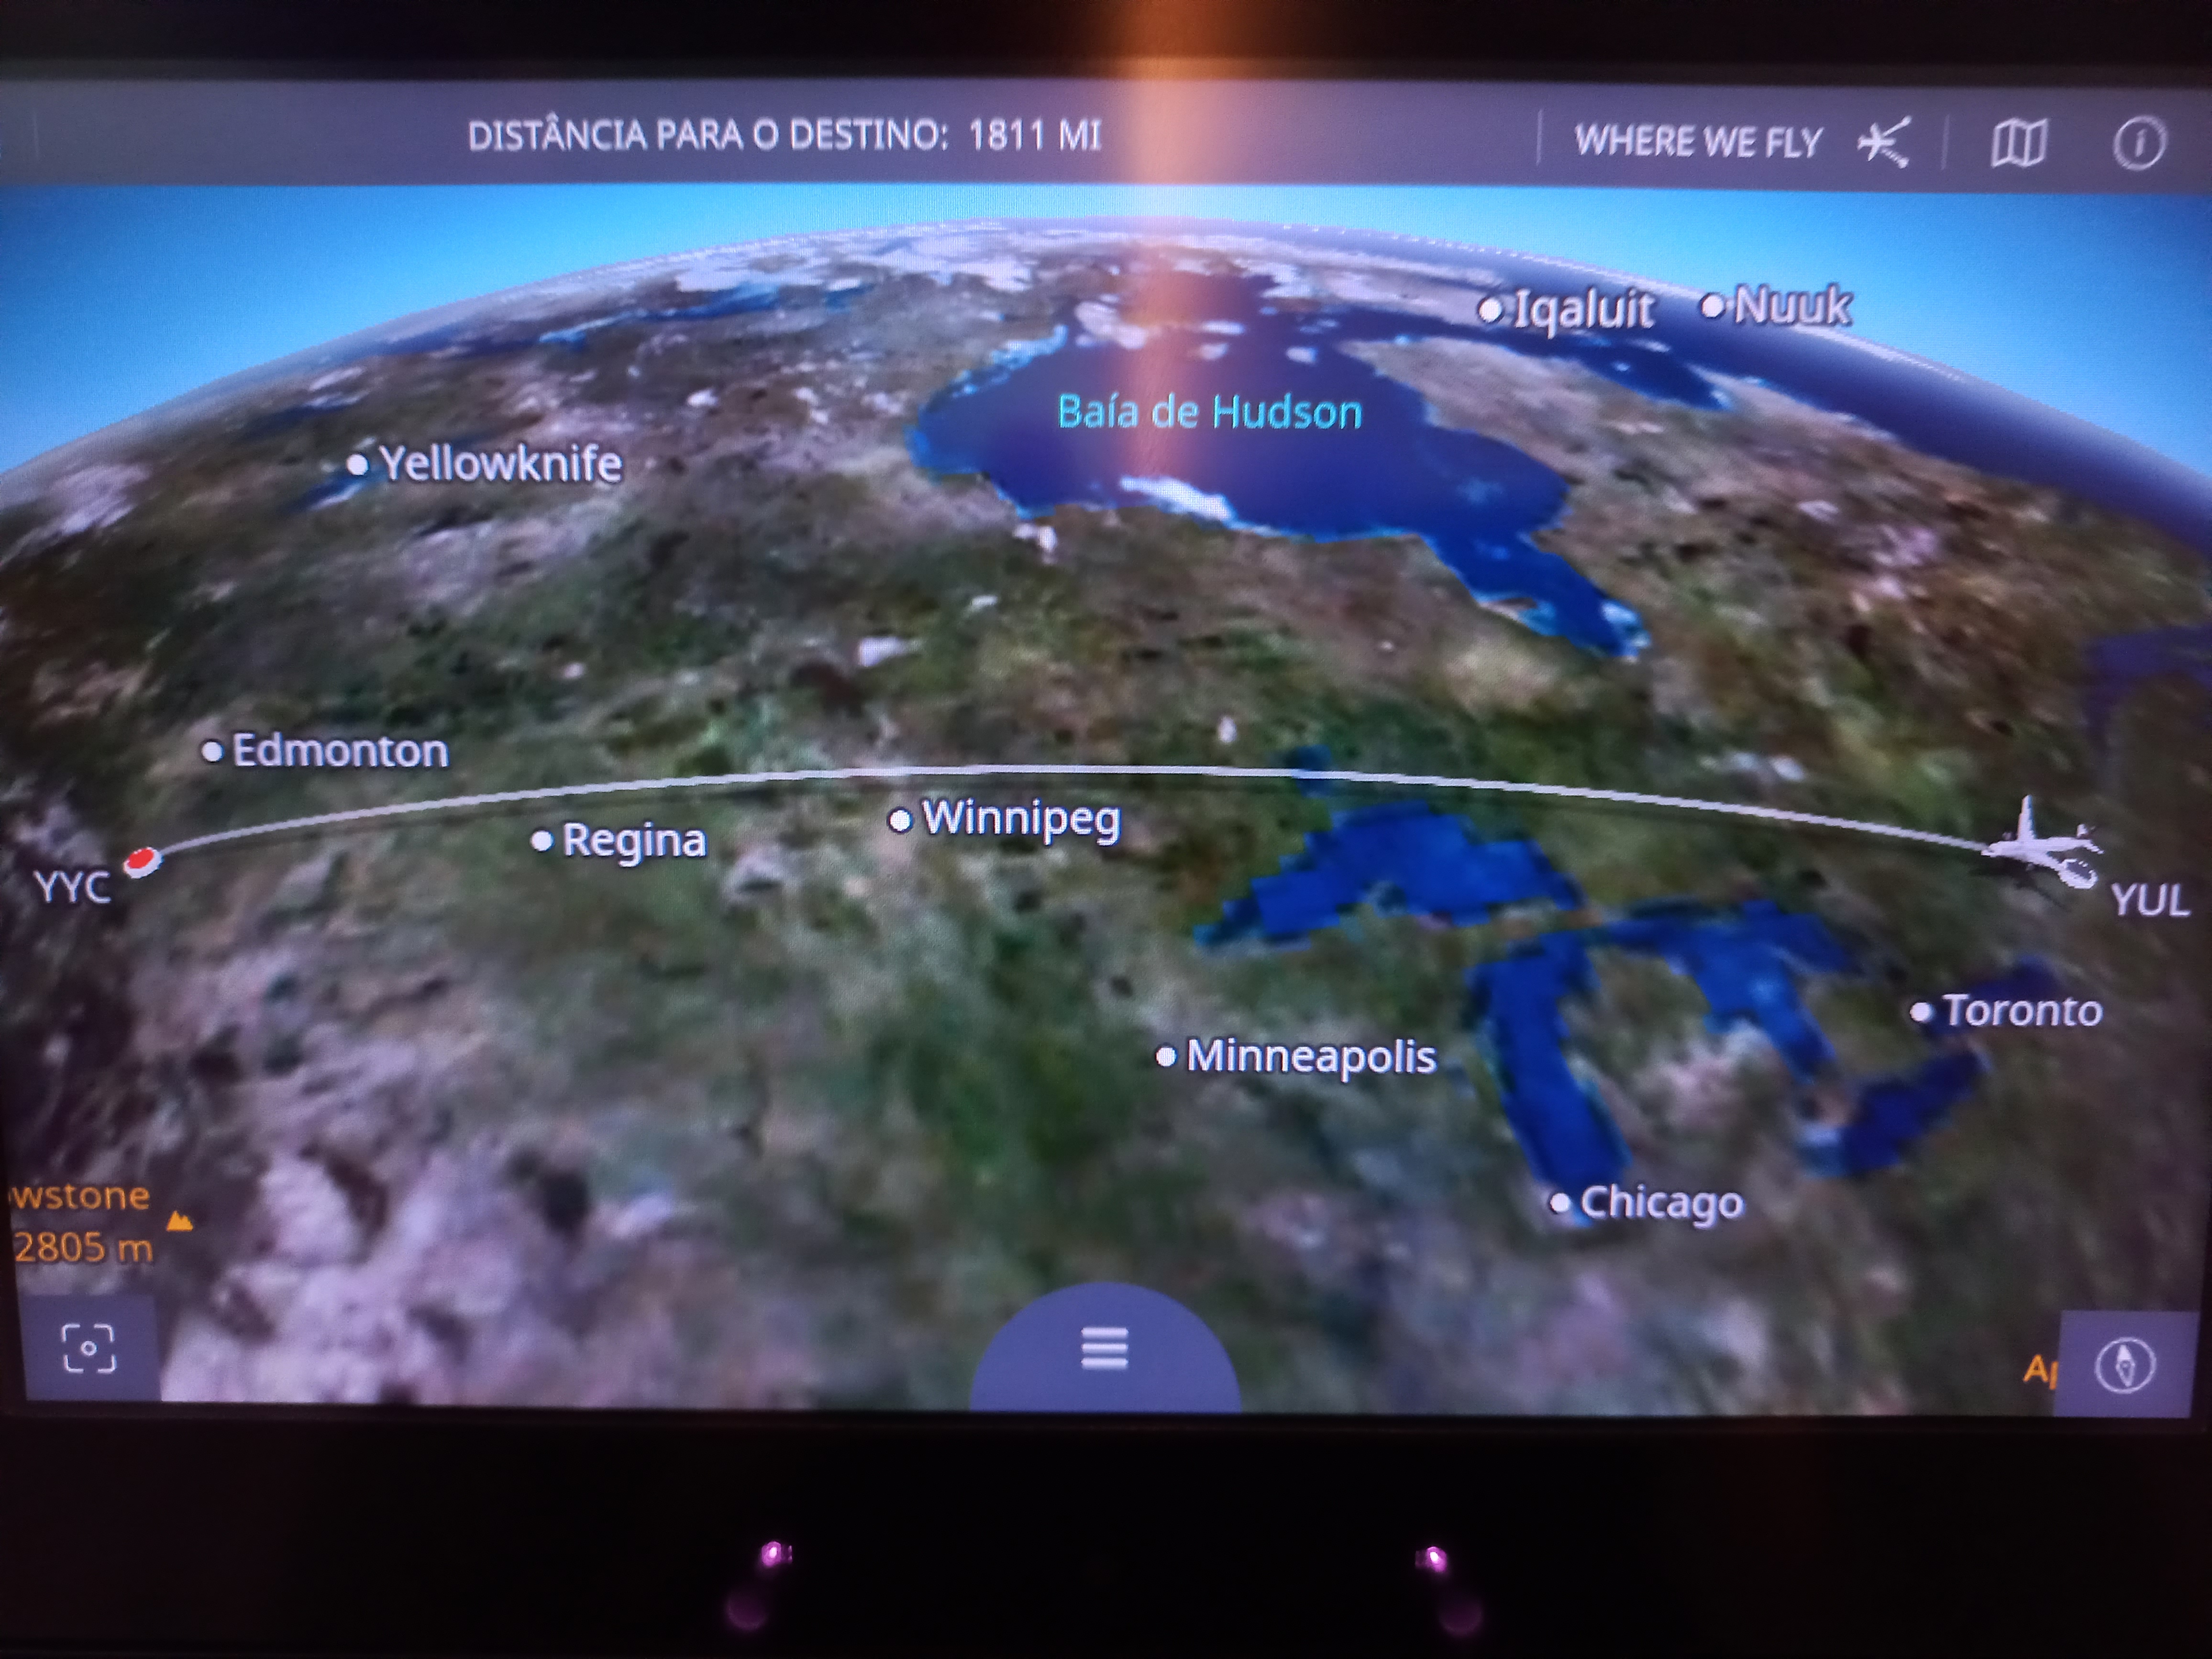 DISTÂNCIA PARA O DESTINO: 1811 MI
WHERE WE FLY
Iqaluit
Nuuk
Baía de Hudson
Yellowknife
Edmonton
Winnipeg
Regina
YYC
YUL
Toronto
Minneapolis
wstone
2805 m
Chicago